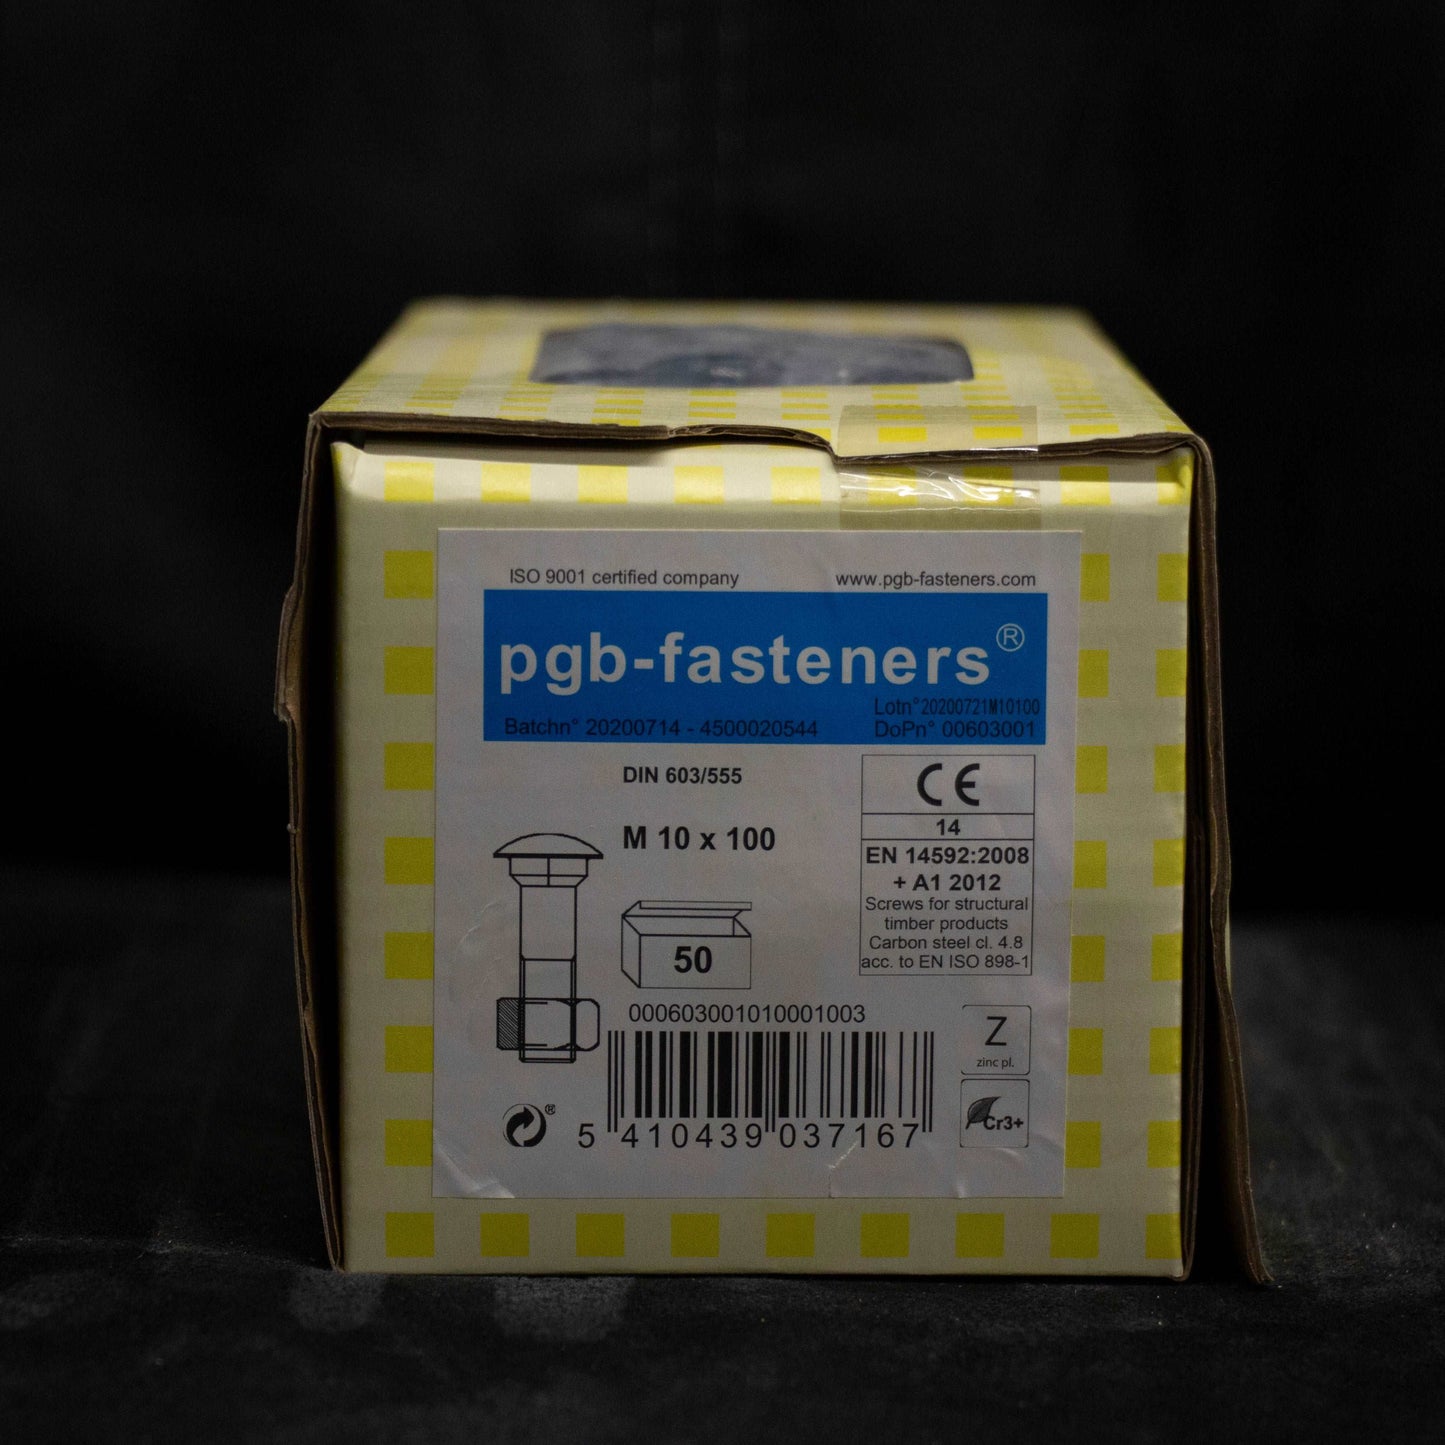 ISO 9001 certified company www.pgb-fasteners.com
pgb-fasteners®
Lotn° 20200721M10100
Batchn° 20200714 - 4500020544 DoPn° 00603001
DIN 603/555
M 10 x 100
CE
14
EN 14592:2008
+ A1 2012
Screws for structural
timber products
Carbon steel cl. 4.8
acc. to EN ISO 898-1
50
000603001010001003
Z
zinc pl.
Cr3+
®
5 410439 037167